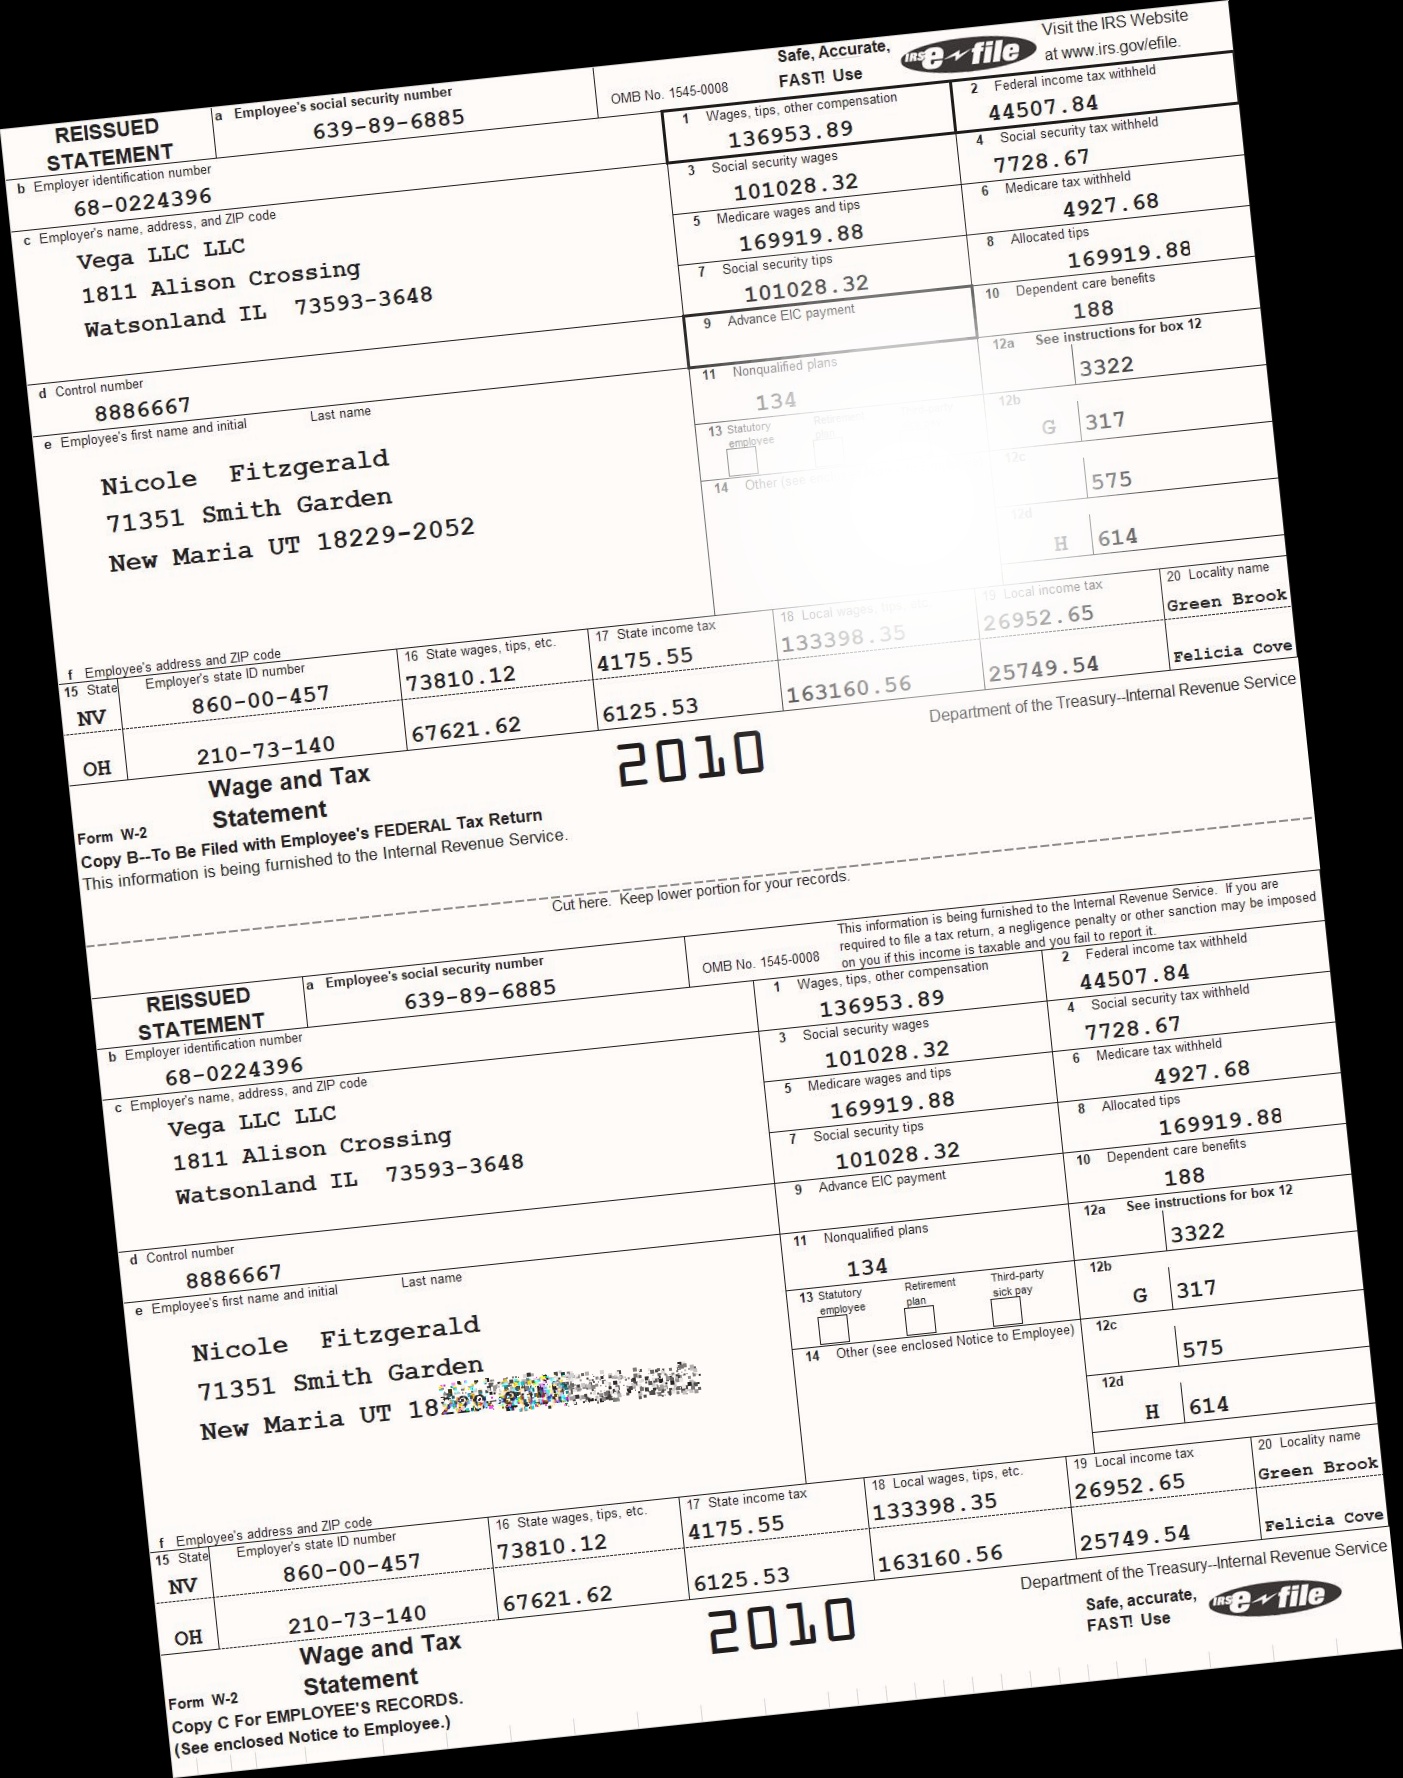 REISSUED STATEMENT
a Employee's social security number
639-89-6885
OMB No. 1545-0008
Safe, Accurate, FAST! Use
IRS e-file
Visit the IRS Website at www.irs.gov/efile.
b Employer identification number
68-0224396
1 Wages, tips, other compensation
136953.89
2 Federal income tax withheld
44507.84
3 Social security wages
101028.32
4 Social security tax withheld
7728.67
c Employer's name, address, and ZIP code
Vega LLC LLC
1811 Alison Crossing
Watsonland IL 73593-3648
5 Medicare wages and tips
169919.88
6 Medicare tax withheld
4927.68
7 Social security tips
101028.32
8 Allocated tips
169919.88
9 Advance EIC payment
10 Dependent care benefits
188
d Control number
8886667
11 Nonqualified plans
134
12a See instructions for box 12
3322
e Employee's first name and initial Last name
Nicole Fitzgerald
71351 Smith Garden
New Maria UT 18229-2052
13 Statutory employee
Retirement plan
12b
G 317
14 Other (see
12c
575
12d
H 614
f Employee's address and ZIP code
15 State Employer's state ID number
16 State wages, tips, etc.
17 State income tax
18 Local wages, tips, etc.
19 Local income tax
20 Locality name
NV 860-00-457 73810.12 4175.55 133398.35 26952.65 Green Brook
OH 210-73-140 67621.62 6125.53 163160.56 25749.54 Felicia Cove
Form W-2 Wage and Tax Statement
2010
Department of the Treasury--Internal Revenue Service
Copy B--To Be Filed with Employee's FEDERAL Tax Return
This information is being furnished to the Internal Revenue Service.
Cut here. Keep lower portion for your records.
REISSUED STATEMENT
a Employee's social security number
639-89-6885
OMB No. 1545-0008
This information is being furnished to the Internal Revenue Service. If you are
required to file a tax return, a negligence penalty or other sanction may be imposed
on you if this income is taxable and you fail to report it.
b Employer identification number
68-0224396
1 Wages, tips, other compensation
136953.89
2 Federal income tax withheld
44507.84
3 Social security wages
101028.32
4 Social security tax withheld
7728.67
c Employer's name, address, and ZIP code
Vega LLC LLC
1811 Alison Crossing
Watsonland IL 73593-3648
5 Medicare wages and tips
169919.88
6 Medicare tax withheld
4927.68
7 Social security tips
101028.32
8 Allocated tips
169919.88
9 Advance EIC payment
10 Dependent care benefits
188
d Control number
8886667
11 Nonqualified plans
134
12a See instructions for box 12
3322
e Employee's first name and initial Last name
Nicole Fitzgerald
71351 Smith Garden
New Maria UT
13 Statutory employee
Retirement plan
Third-party sick pay
12b
G 317
14 Other (see enclosed Notice to Employee)
12c
575
12d
H 614
f Employee's address and ZIP code
15 State Employer's state ID number
16 State wages, tips, etc.
17 State income tax
18 Local wages, tips, etc.
19 Local income tax
20 Locality name
NV 860-00-457 73810.12 4175.55 133398.35 26952.65 Green Brook
OH 210-73-140 67621.62 6125.53 163160.56 25749.54 Felicia Cove
Form W-2 Wage and Tax Statement
2010
Department of the Treasury--Internal Revenue Service
Safe, accurate, FAST! Use
IRS e-file
Copy C For EMPLOYEE'S RECORDS.
(See enclosed Notice to Employee.)